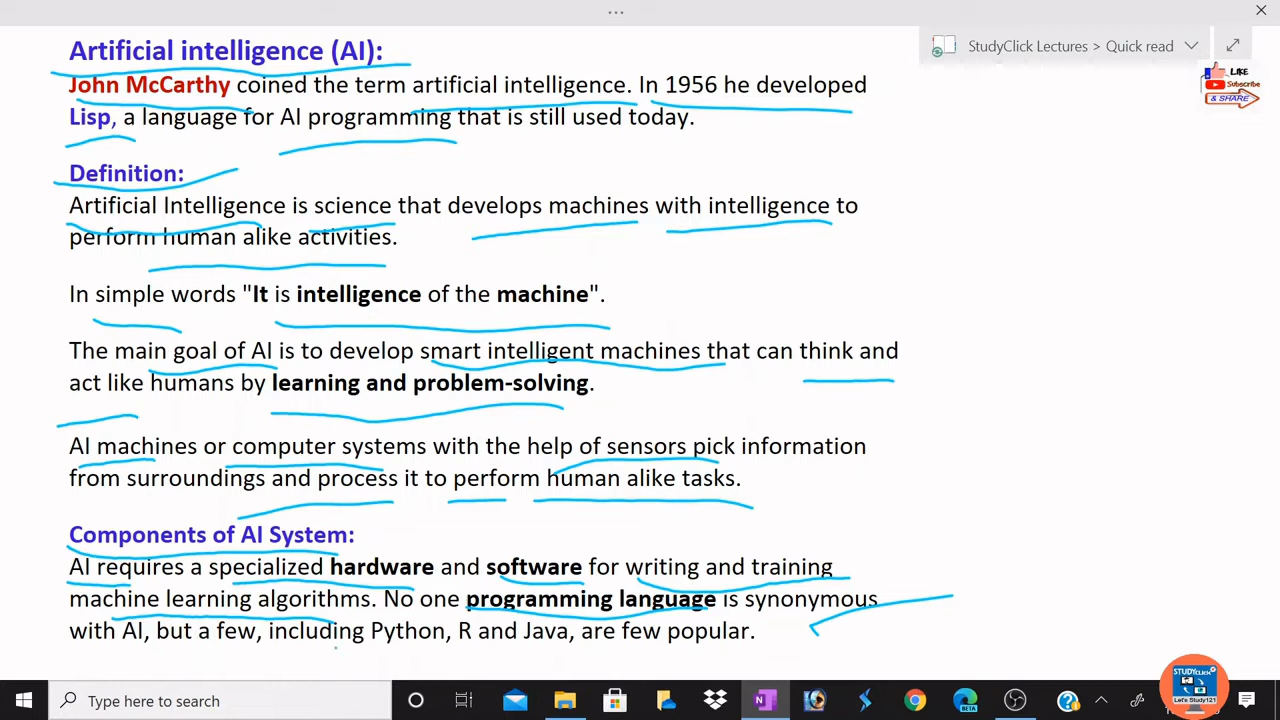 StudyClick Lectures > Quick read
LIKE
Subscribe
& SHARE
Artificial intelligence (AI):
John McCarthy coined the term artificial intelligence. In 1956 he developed
Lisp, a language for AI programming that is still used today.
Definition:
Artificial Intelligence is science that develops machines with intelligence to
perform human alike activities.
In simple words "It is intelligence of the machine".
The main goal of AI is to develop smart intelligent machines that can think and
act like humans by learning and problem-solving.
AI machines or computer systems with the help of sensors pick information
from surroundings and process it to perform human alike tasks.
Components of AI System:
AI requires a specialized hardware and software for writing and training
machine learning algorithms. No one programming language is synonymous
with AI, but a few, including Python, R and Java, are few popular.
Type here to search
N
BETA
STUDYCLICK
Let's Study121